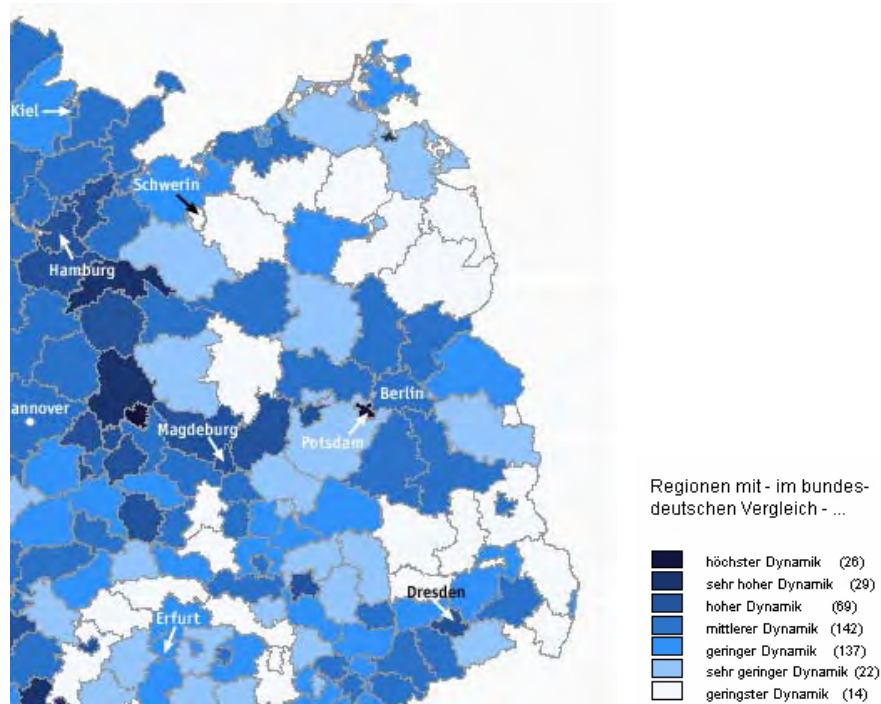 Kiel
Schwerin
Hamburg
annover
Magdeburg
Berlin
Potsdam
Dresden
Erfurt
Regionen mit - im bundes-
deutschen Vergleich - ...
höchster Dynamik (26)
sehr hoher Dynamik (29)
hoher Dynamik (69)
mittlerer Dynamik (142)
geringer Dynamik (137)
sehr geringer Dynamik (22)
geringster Dynamik (14)